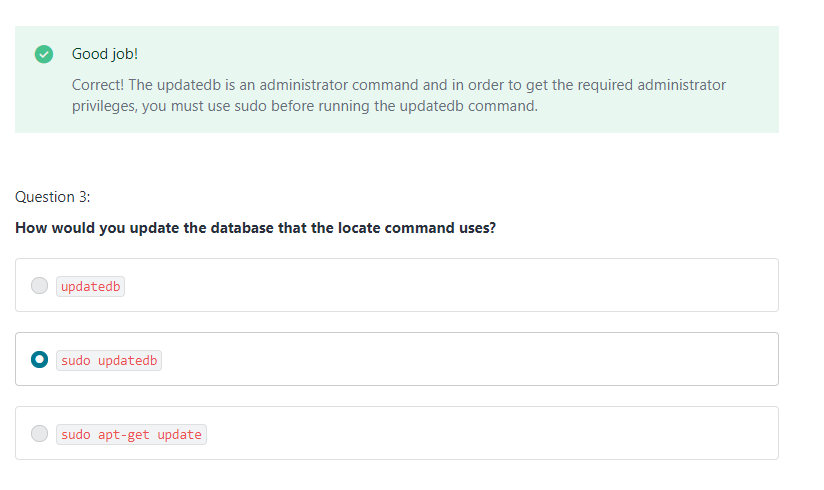 Good job!
Correct! The updatedb is an administrator command and in order to get the required administrator
privileges, you must use sudo before running the updatedb command.
Question 3:
How would you update the database that the locate command uses?
updatedb
sudo updatedb
sudo apt-get update